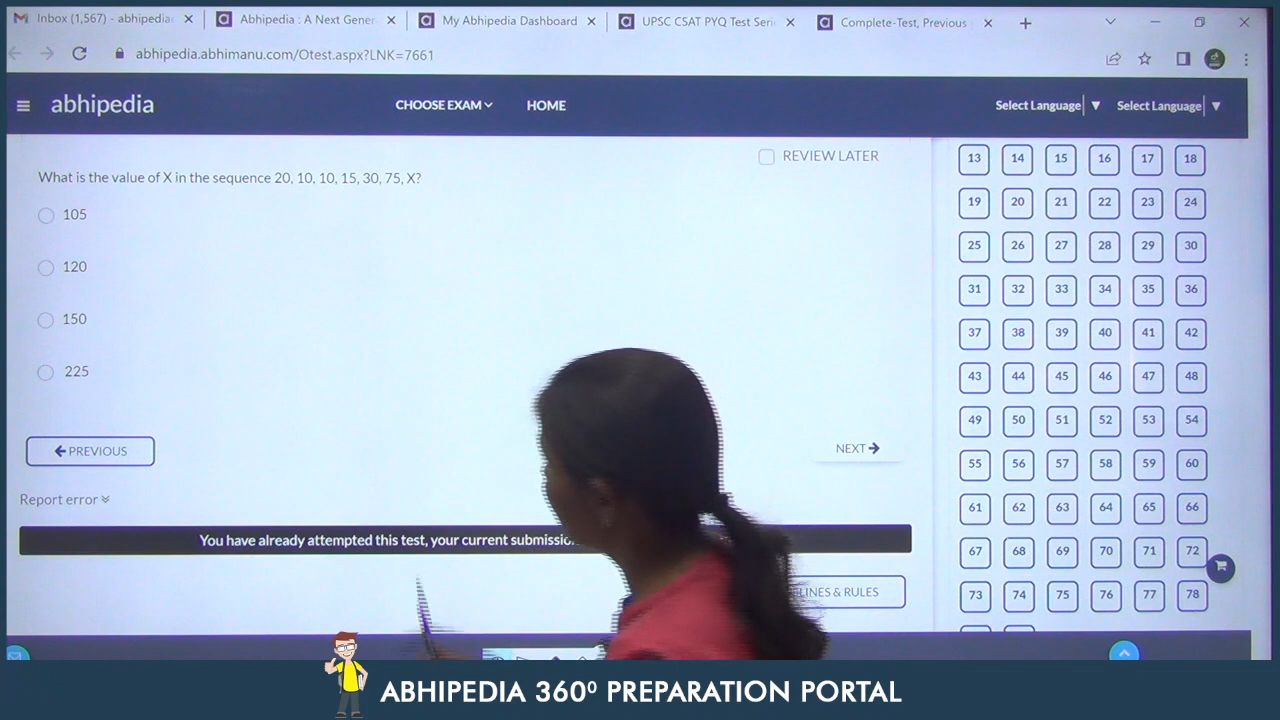 Inbox (1,567) - abhipedia
Abhipedia : A Next Gener
My Abhipedia Dashboard
UPSC CSAT PYQ Test Seri
Complete-Test, Previous
abhipedia.abhimanu.com/Otest.aspx?LNK=7661
abhipedia
CHOOSE EXAM
HOME
Select Language
Select Language
REVIEW LATER
What is the value of X in the sequence 20, 10, 10, 15, 30, 75, X?
105
120
150
225
PREVIOUS
NEXT
Report error
You have already attempted this test, your current submissio
LINES & RULES
13 14 15 16 17 18
19 20 21 22 23 24
25 26 27 28 29 30
31 32 33 34 35 36
37 38 39 40 41 42
43 44 45 46 47 48
49 50 51 52 53 54
55 56 57 58 59 60
61 62 63 64 65 66
67 68 69 70 71 72
73 74 75 76 77 78
ABHIPEDIA 360⁰ PREPARATION PORTAL